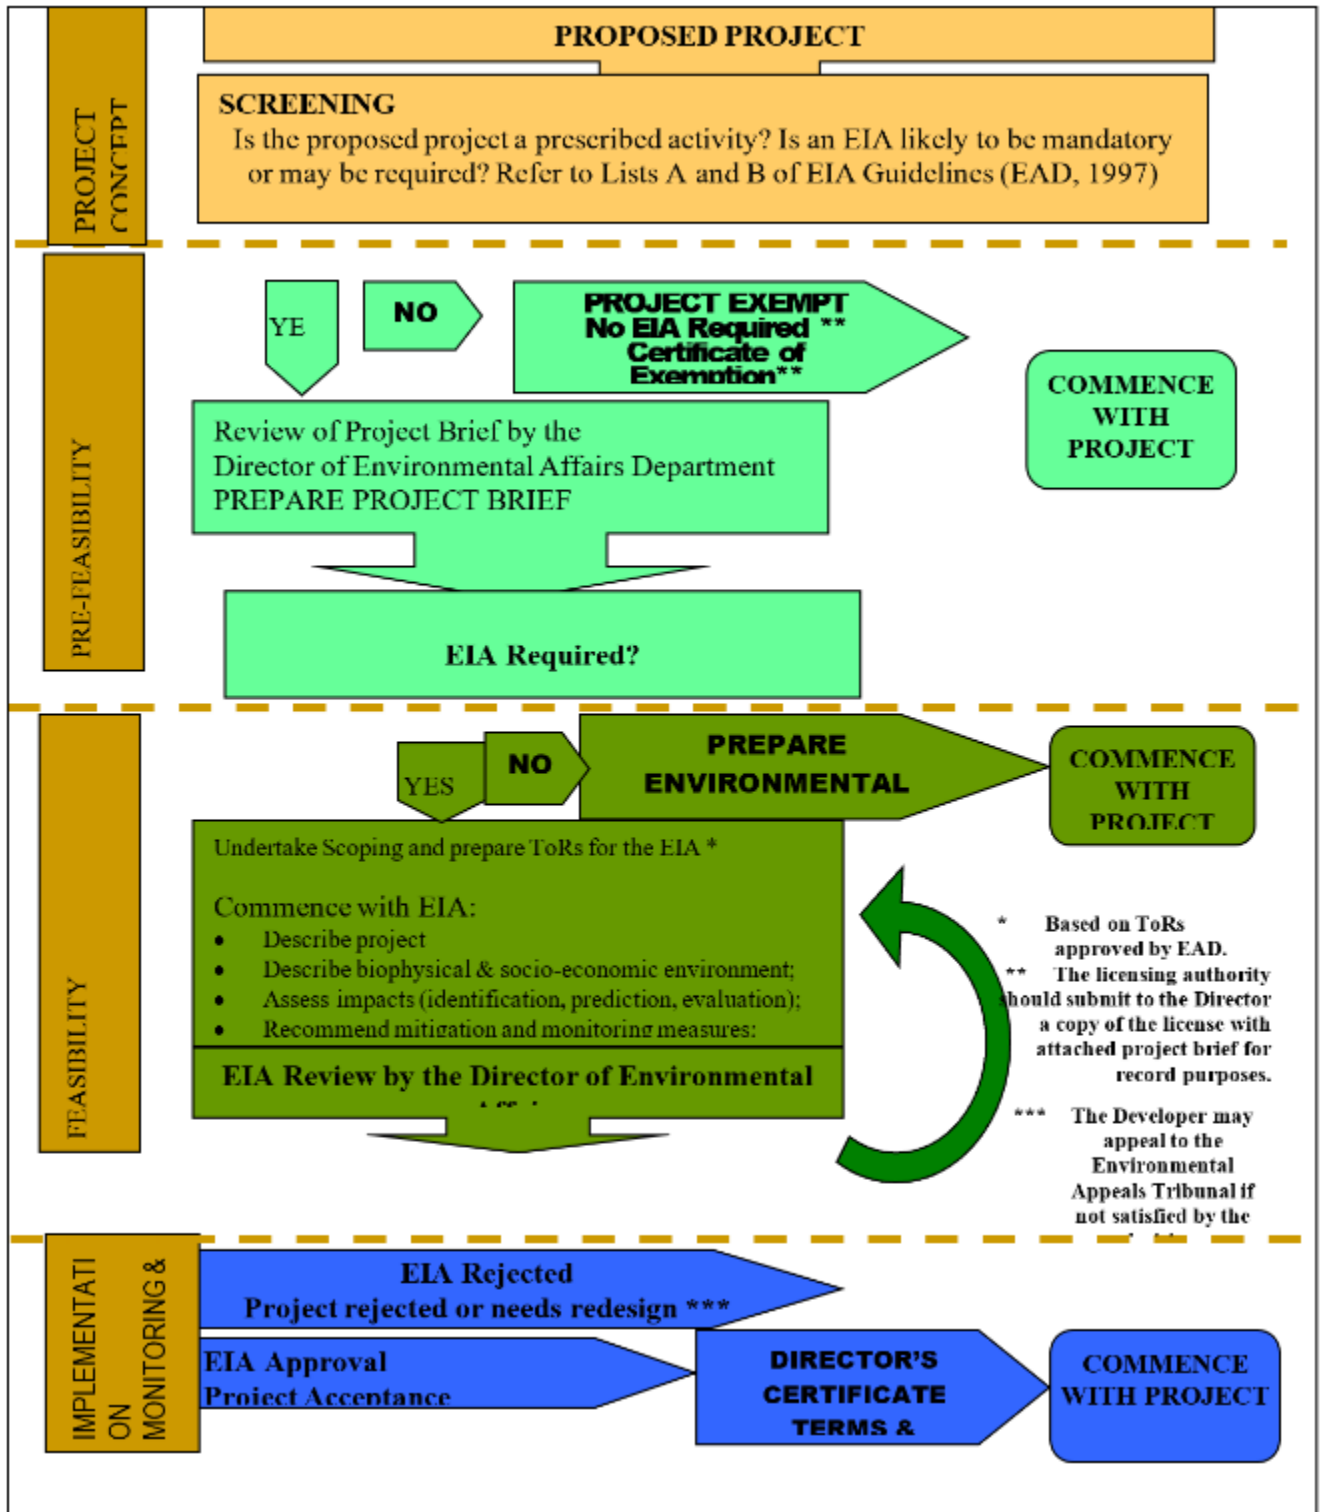 PROJECT
CONCEPT
PROPOSED PROJECT
SCREENING
Is the proposed project a prescribed activity? Is an EIA likely to be mandatory
or may be required? Refer to Lists A and B of EIA Guidelines (EAD, 1997)
PRE-FEASIBILITY
YE
NO
PROJECT EXEMPT
No EIA Required **
Certificate of
Exemption**
COMMENCE
WITH
PROJECT
Review of Project Brief by the
Director of Environmental Affairs Department
PREPARE PROJECT BRIEF
EIA Required?
FEASIBILITY
YES
NO
PREPARE
ENVIRONMENTAL
COMMENCE
WITH
PROJECT
Undertake Scoping and prepare ToRs for the EIA *
Commence with EIA:
• Describe project
• Describe biophysical & socio-economic environment;
• Assess impacts (identification, prediction, evaluation);
• Recommend mitigation and monitoring measures;
EIA Review by the Director of Environmental
* Based on ToRs
approved by EAD.
** The licensing authority
should submit to the Director
a copy of the license with
attached project brief for
record purposes.
*** The Developer may
appeal to the
Environmental
Appeals Tribunal if
not satisfied by the
IMPLEMENTATI
ON
MONITORING &
EIA Rejected
Project rejected or needs redesign ***
EIA Approval
Project Acceptance
DIRECTOR'S
CERTIFICATE
TERMS &
COMMENCE
WITH PROJECT